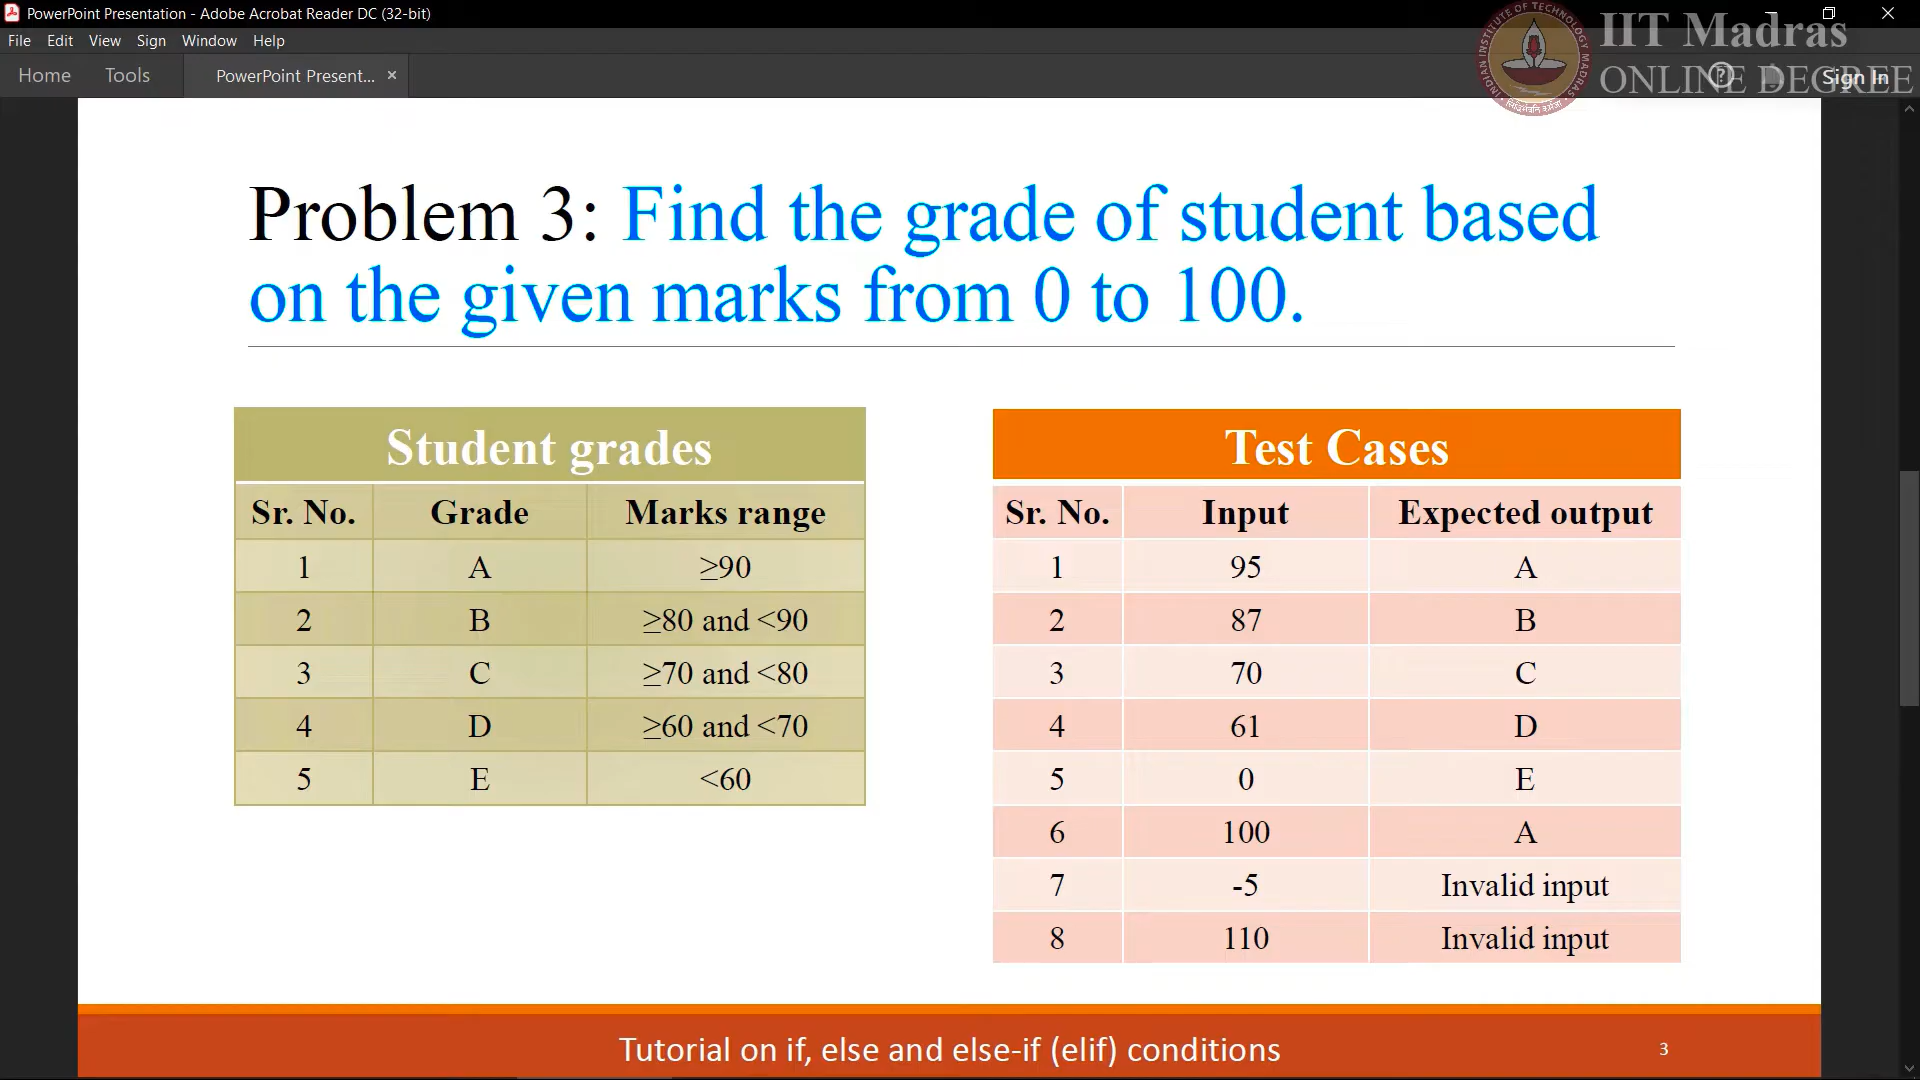 PowerPoint Presentation - Adobe Acrobat Reader DC (32-bit)
File Edit View Sign Window Help
Home Tools PowerPoint Present... × Sign In
IIT Madras
ONLINE DEGREE
INDIAN INSTITUTE OF TECHNOLOGY MADRAS
Problem 3: Find the grade of student based
on the given marks from 0 to 100.
Student grades
Sr. No. Grade Marks range
1 A ≥90
2 B ≥80 and <90
3 C ≥70 and <80
4 D ≥60 and <70
5 E <60
Test Cases
Sr. No. Input Expected output
1 95 A
2 87 B
3 70 C
4 61 D
5 0 E
6 100 A
7 -5 Invalid input
8 110 Invalid input
Tutorial on if, else and else-if (elif) conditions
3